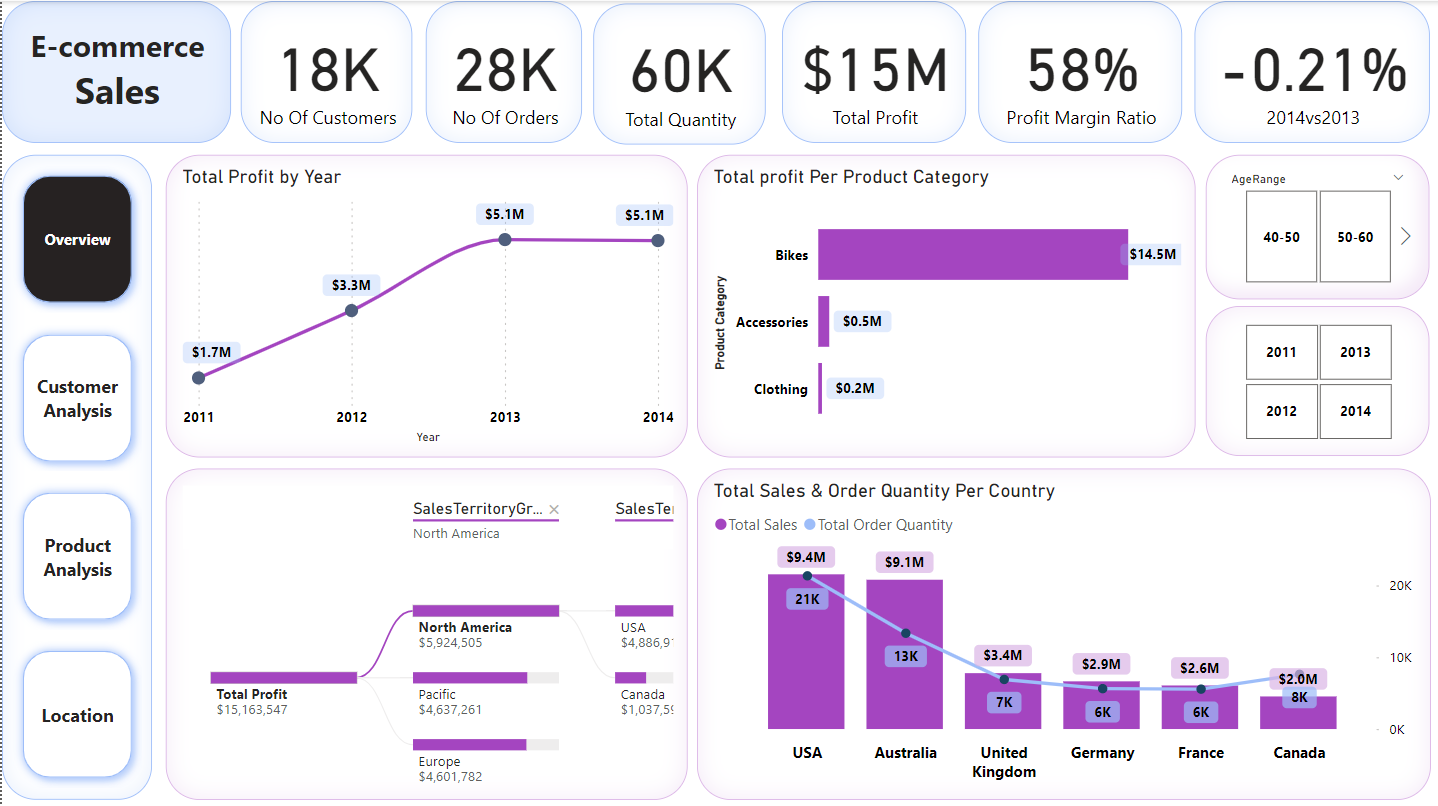 E-commerce
Sales
18K
No Of Customers
28K
No Of Orders
60K
Total Quantity
$15M
Total Profit
58%
Profit Margin Ratio
-0.21%
2014vs2013
Overview
Customer
Analysis
Product
Analysis
Location
Total Profit by Year
$1.7M
$3.3M
$5.1M
$5.1M
2011
2012
2013
2014
Year
Total profit Per Product Category
Product Category
Bikes
$14.5M
Accessories
$0.5M
Clothing
$0.2M
AgeRange
40-50
50-60
2011
2013
2012
2014
SalesTerritoryGr...
North America
SalesTer
Total Profit
$15,163,547
North America
$5,924,505
Pacific
$4,637,261
Europe
$4,601,782
USA
$4,886,91
Canada
$1,037,59
Total Sales & Order Quantity Per Country
Total Sales
Total Order Quantity
$9.4M
$9.1M
$3.4M
$2.9M
$2.6M
$2.0M
21K
13K
7K
6K
6K
8K
20K
10K
0K
USA
Australia
United
Kingdom
Germany
France
Canada